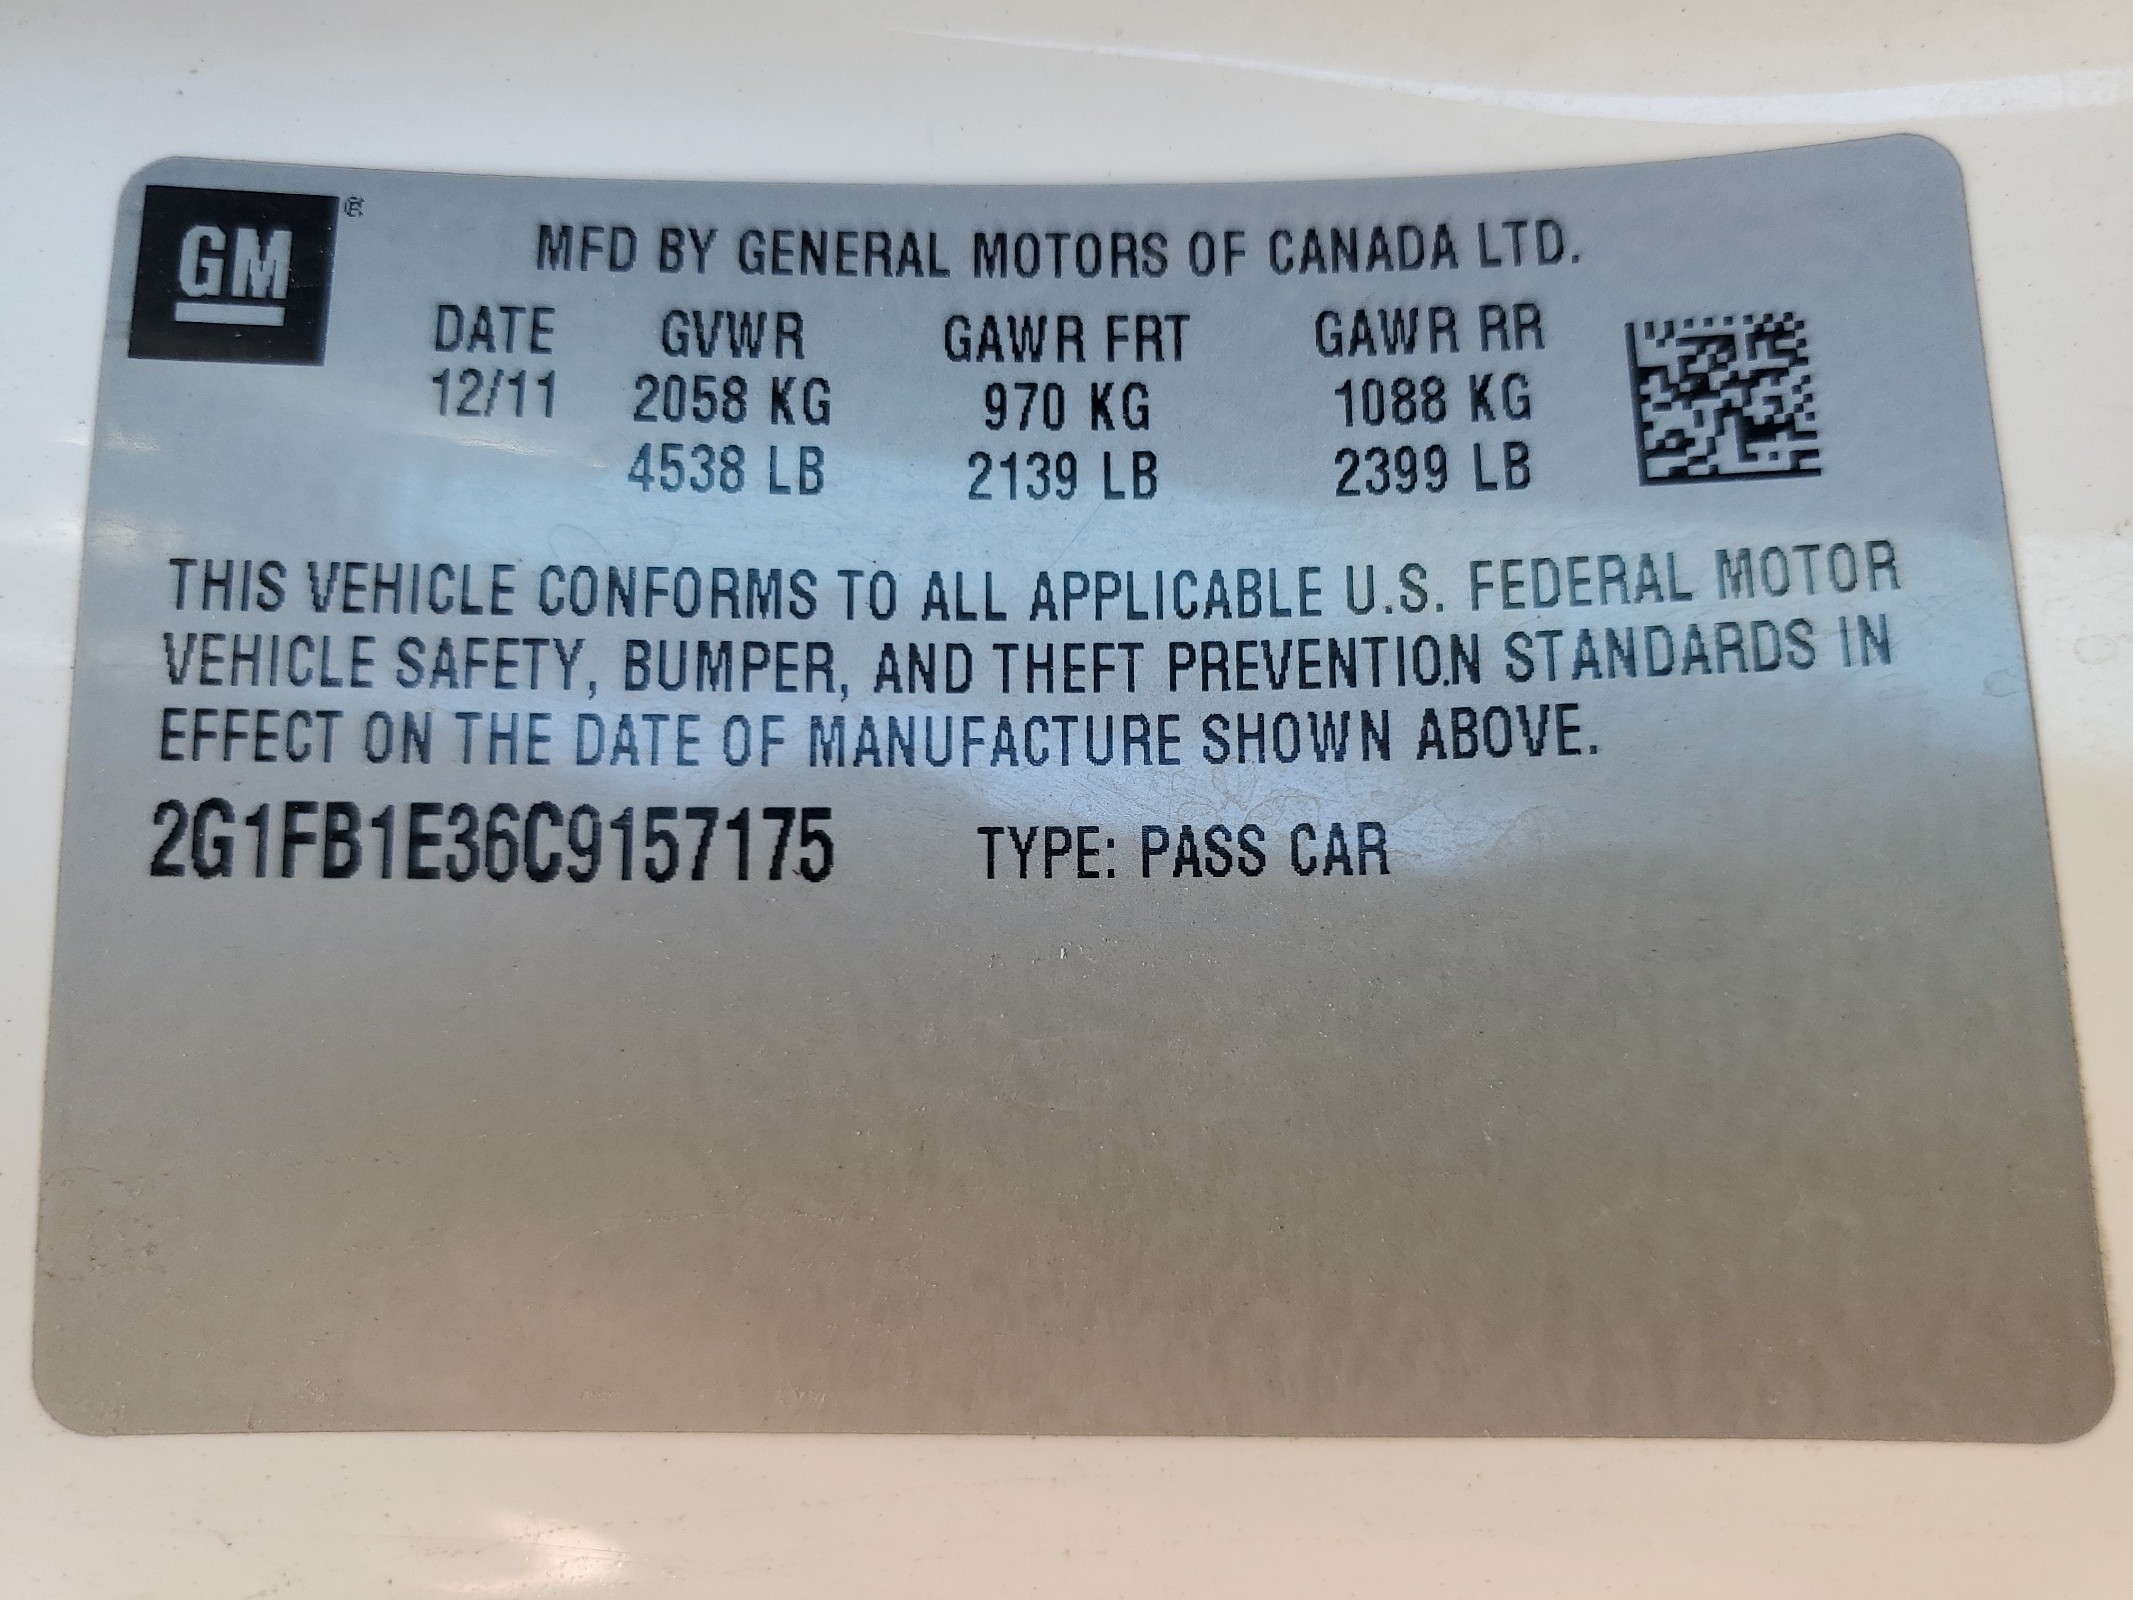 GM ®
MFD BY GENERAL MOTORS OF CANADA LTD.
DATE GVWR GAWR FRT GAWR RR
12/11 2058 KG 970 KG 1088 KG
4538 LB 2139 LB 2399 LB
THIS VEHICLE CONFORMS TO ALL APPLICABLE U.S. FEDERAL MOTOR
VEHICLE SAFETY, BUMPER, AND THEFT PREVENTION STANDARDS IN
EFFECT ON THE DATE OF MANUFACTURE SHOWN ABOVE.
2G1FB1E36C9157175 TYPE: PASS CAR